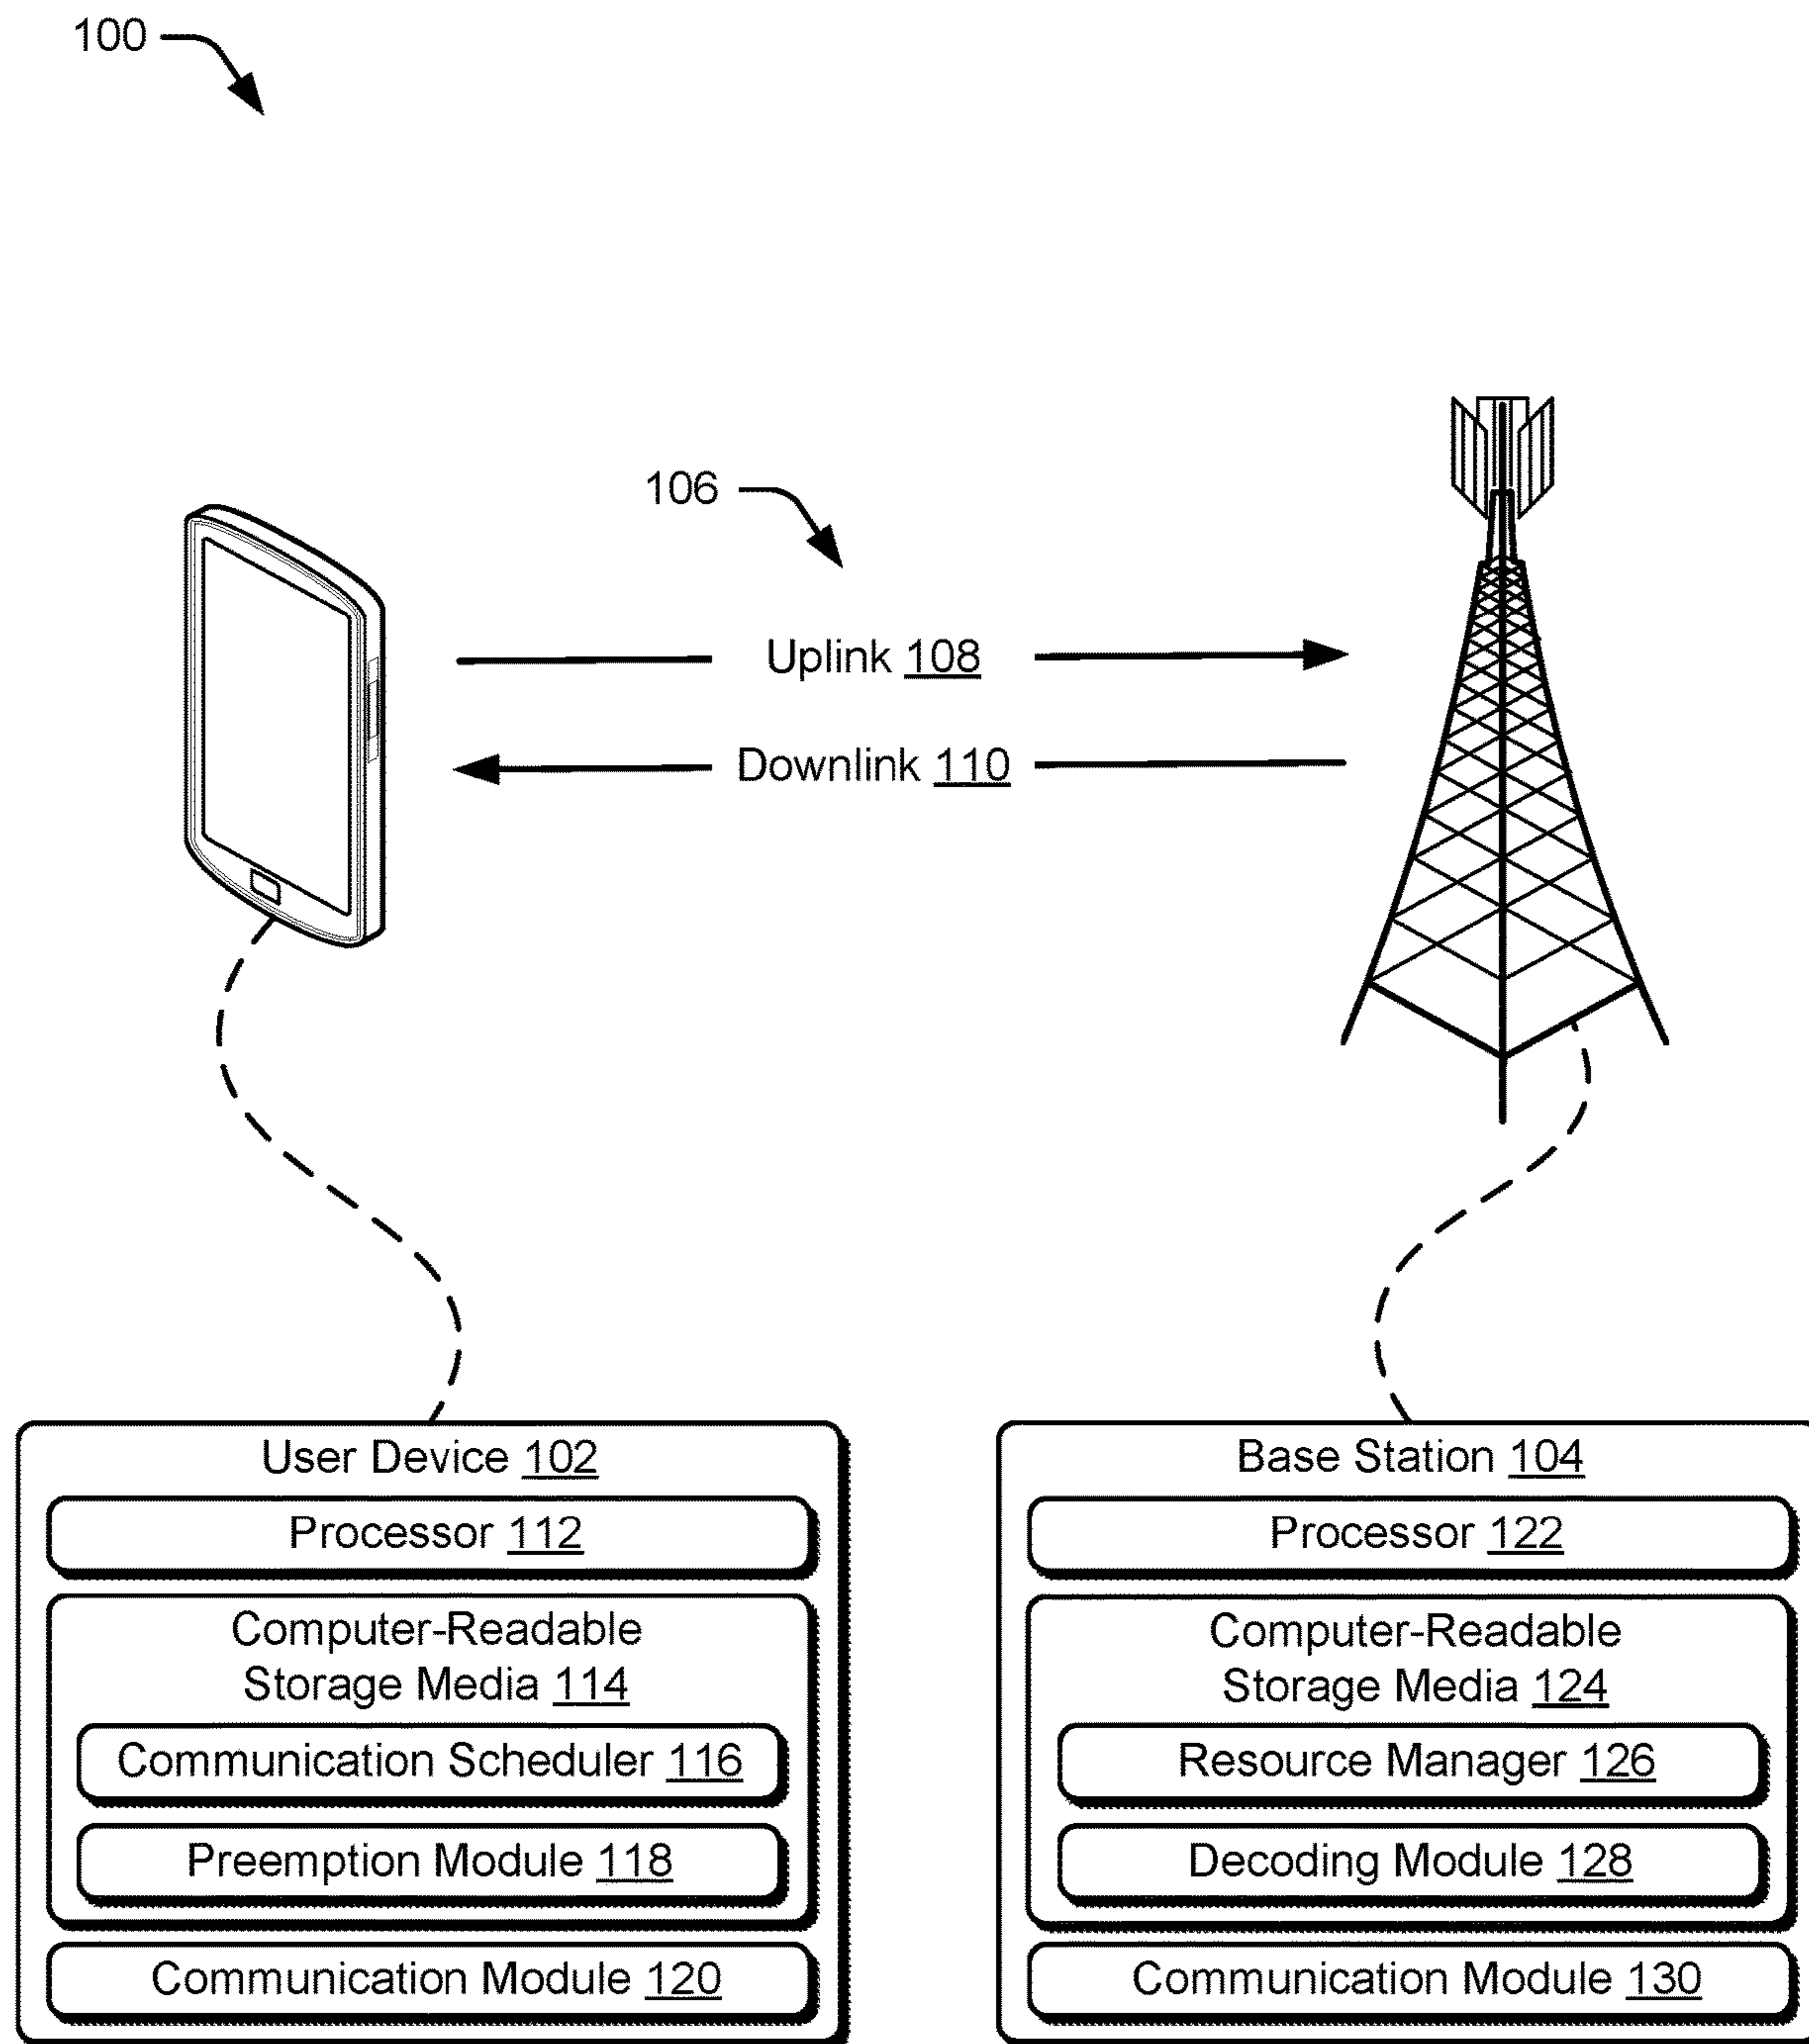 100
106
Uplink 108
Downlink 110
User Device 102
Processor 112
Computer-Readable
Storage Media 114
Communication Scheduler 116
Preemption Module 118
Communication Module 120
Base Station 104
Processor 122
Computer-Readable
Storage Media 124
Resource Manager 126
Decoding Module 128
Communication Module 130